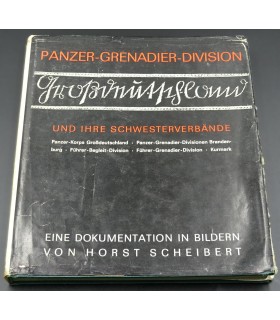 PANZER-GRENADIER-DIVISION
Großdeutschland
UND IHRE SCHWESTERVERBÄNDE
Panzer-Korps Großdeutschland · Panzer-Grenadier-Divisionen Branden-
burg · Führer-Begleit-Division · Führer-Grenadier-Division · Kurmark
EINE DOKUMENTATION IN BILDERN
VON HORST SCHEIBERT